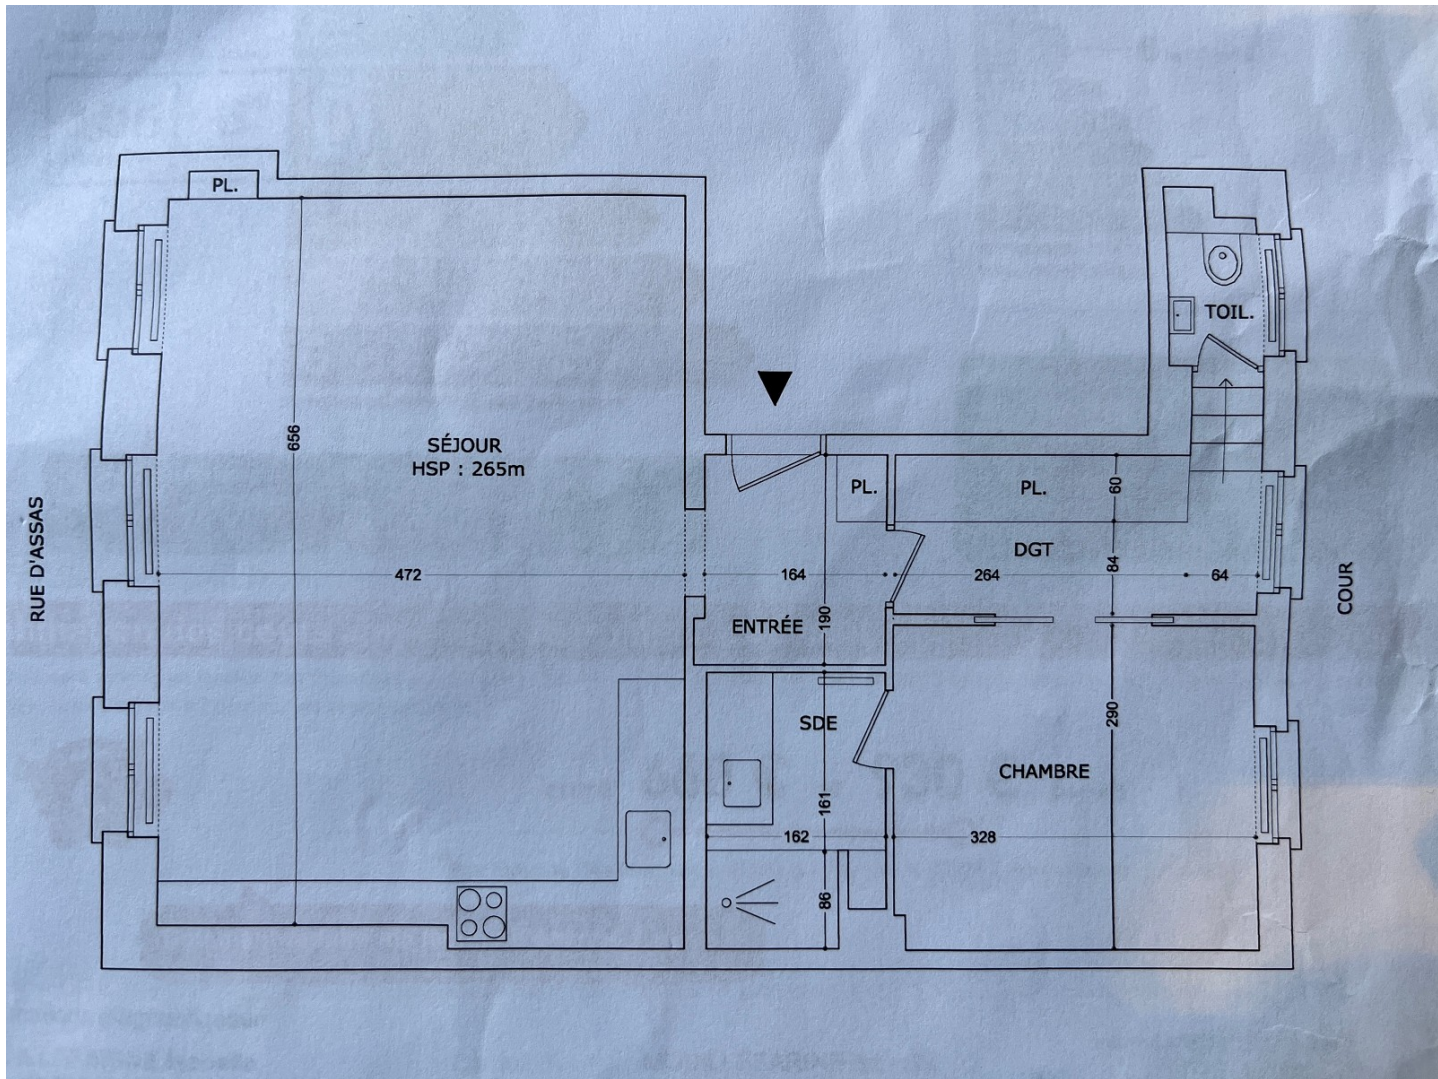 PL.
TOIL.
656
SÉJOUR
HSP : 265m
PL.
PL.
60
RUE D'ASSAS
DGT
84
472
164
264
64
COUR
ENTRÉE
190
SDE
290
CHAMBRE
161
162
328
86